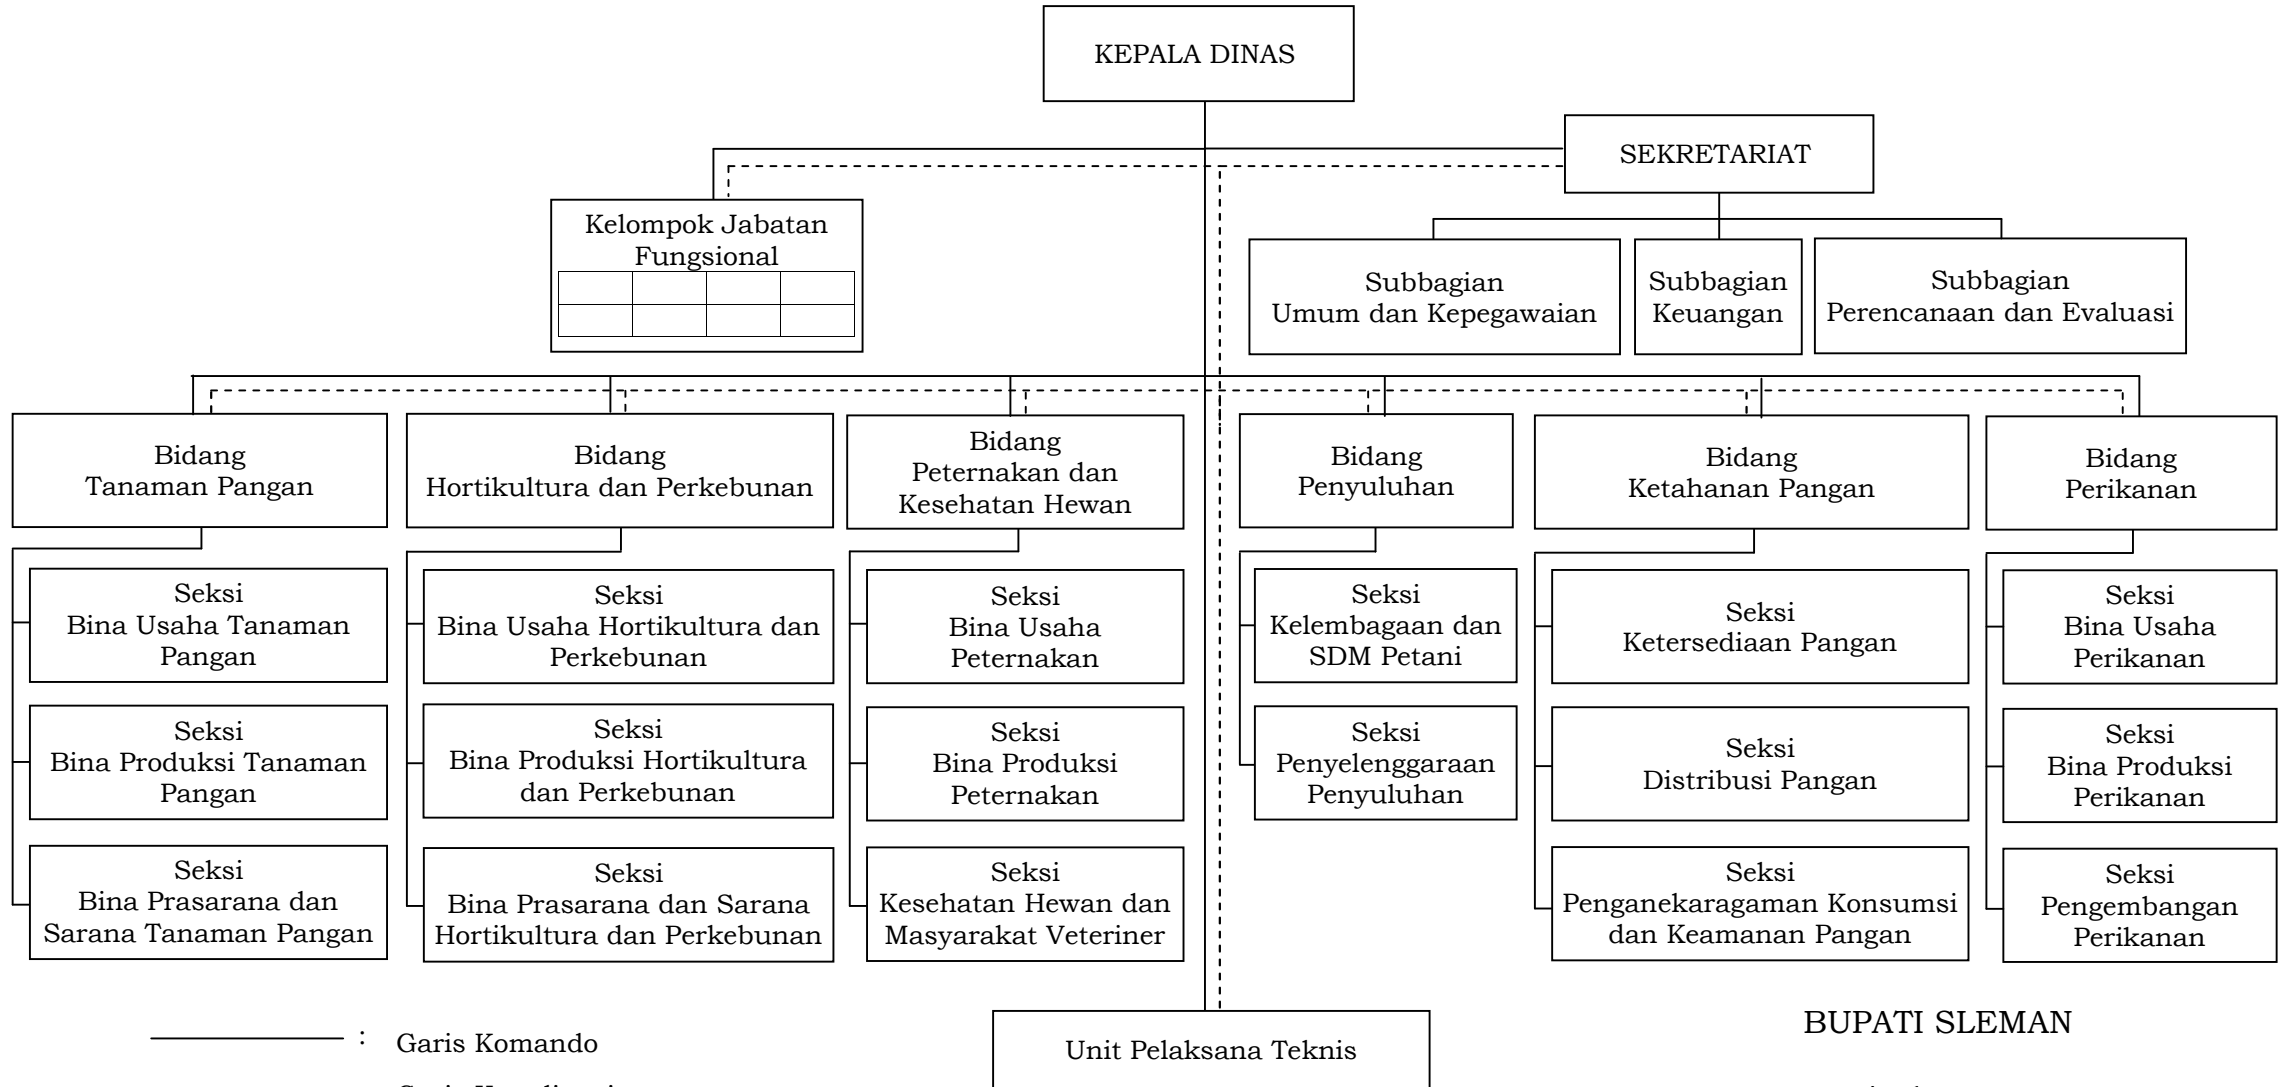 KEPALA DINAS
SEKRETARIAT
Kelompok Jabatan
Fungsional
Subbagian
Umum dan Kepegawaian
Subbagian
Keuangan
Subbagian
Perencanaan dan Evaluasi
Bidang
Tanaman Pangan
Bidang
Hortikultura dan Perkebunan
Bidang
Peternakan dan
Kesehatan Hewan
Bidang
Penyuluhan
Bidang
Ketahanan Pangan
Bidang
Perikanan
Seksi
Bina Usaha Tanaman
Pangan
Seksi
Bina Usaha Hortikultura dan
Perkebunan
Seksi
Bina Usaha
Peternakan
Seksi
Kelembagaan dan
SDM Petani
Seksi
Ketersediaan Pangan
Seksi
Bina Usaha
Perikanan
Seksi
Bina Produksi Tanaman
Pangan
Seksi
Bina Produksi Hortikultura
dan Perkebunan
Seksi
Bina Produksi
Peternakan
Seksi
Penyelenggaraan
Penyuluhan
Seksi
Distribusi Pangan
Seksi
Bina Produksi
Perikanan
Seksi
Bina Prasarana dan
Sarana Tanaman Pangan
Seksi
Bina Prasarana dan Sarana
Hortikultura dan Perkebunan
Seksi
Kesehatan Hewan dan
Masyarakat Veteriner
Seksi
Penganekaragaman Konsumsi
dan Keamanan Pangan
Seksi
Pengembangan
Perikanan
: Garis Komando
Unit Pelaksana Teknis
BUPATI SLEMAN